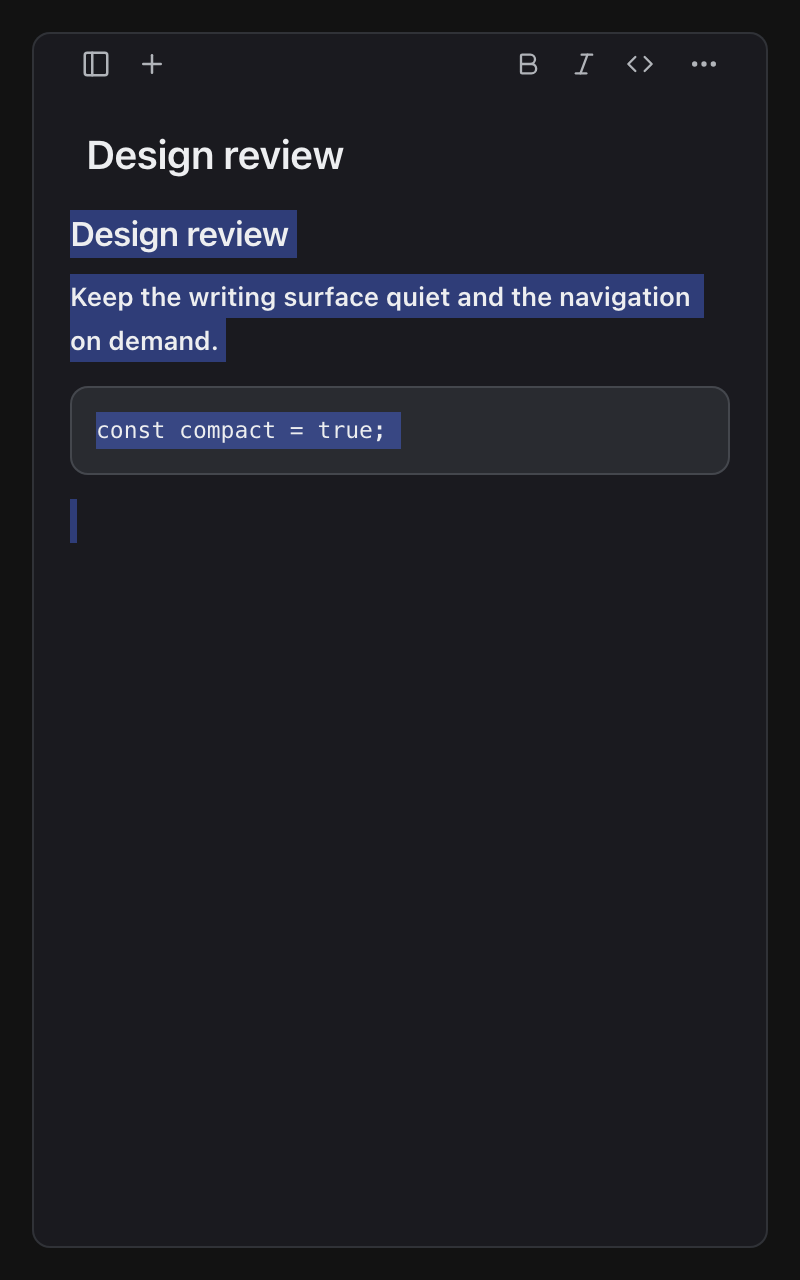 Design review
Design review
Keep the writing surface quiet and the navigation
on demand.
const compact = true;